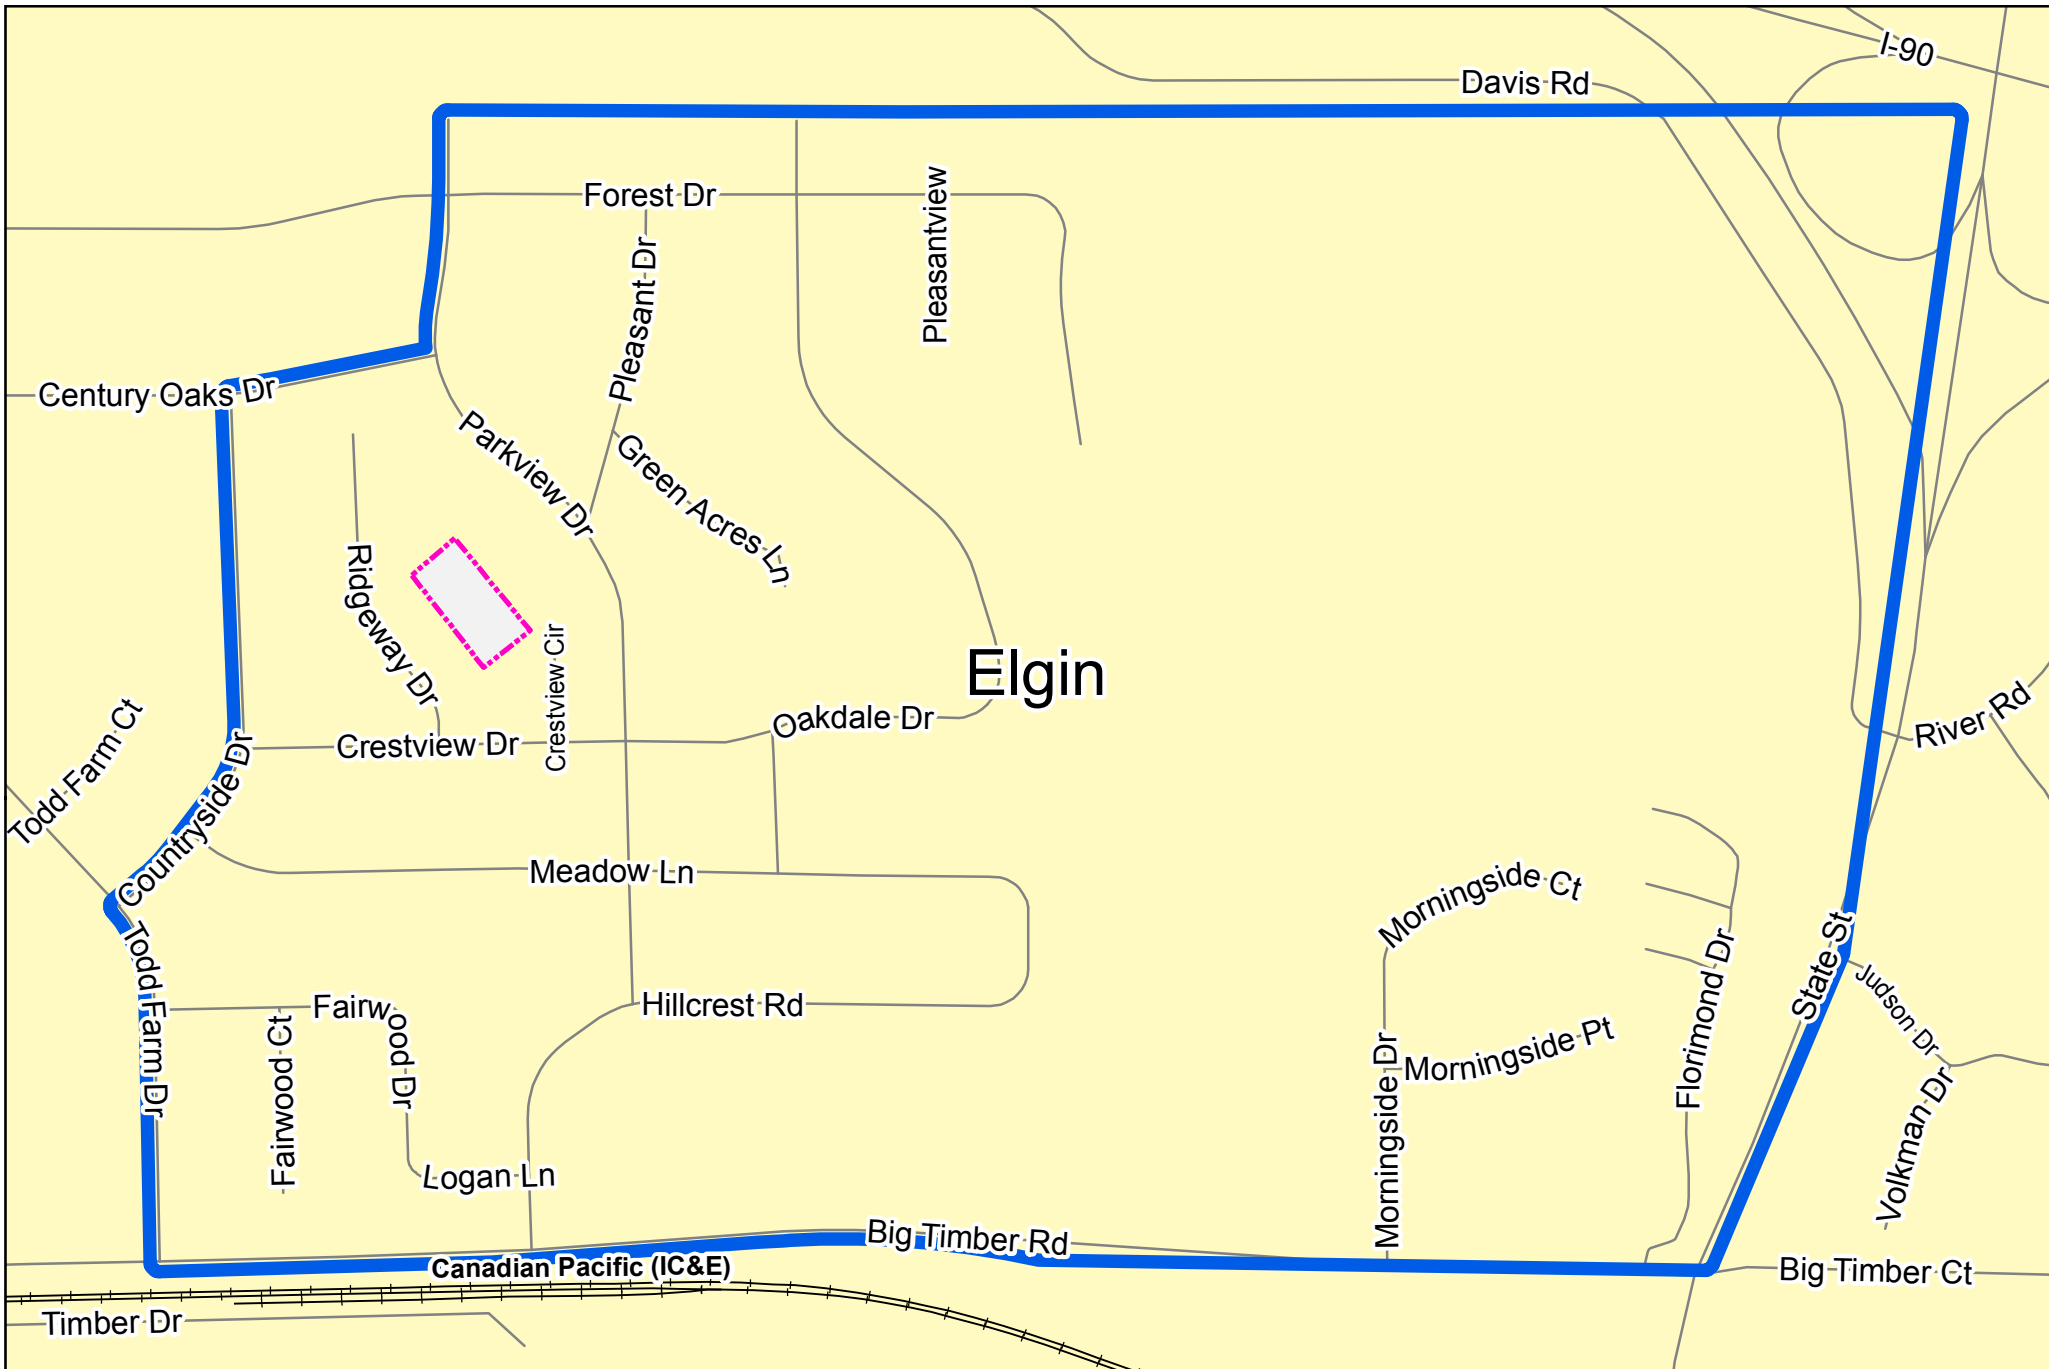 I-90
Davis Rd
Forest Dr
Pleasantview
Pleasant Dr
Century Oaks Dr
Parkview Dr
Green Acres Ln
Ridgeway Dr
Crestview Cir
Elgin
Todd Farm Ct
Oakdale Dr
River Rd
Crestview Dr
Countryside Dr
Meadow Ln
Morningside Ct
State St
Florimond Dr
Judson Dr
Todd Farm Dr
Fairwood Dr
Hillcrest Rd
Fairwood Ct
Morningside Dr
Morningside Pt
Volkman Dr
Logan Ln
Big Timber Rd
Canadian Pacific (IC&E)
Big Timber Ct
Timber Dr